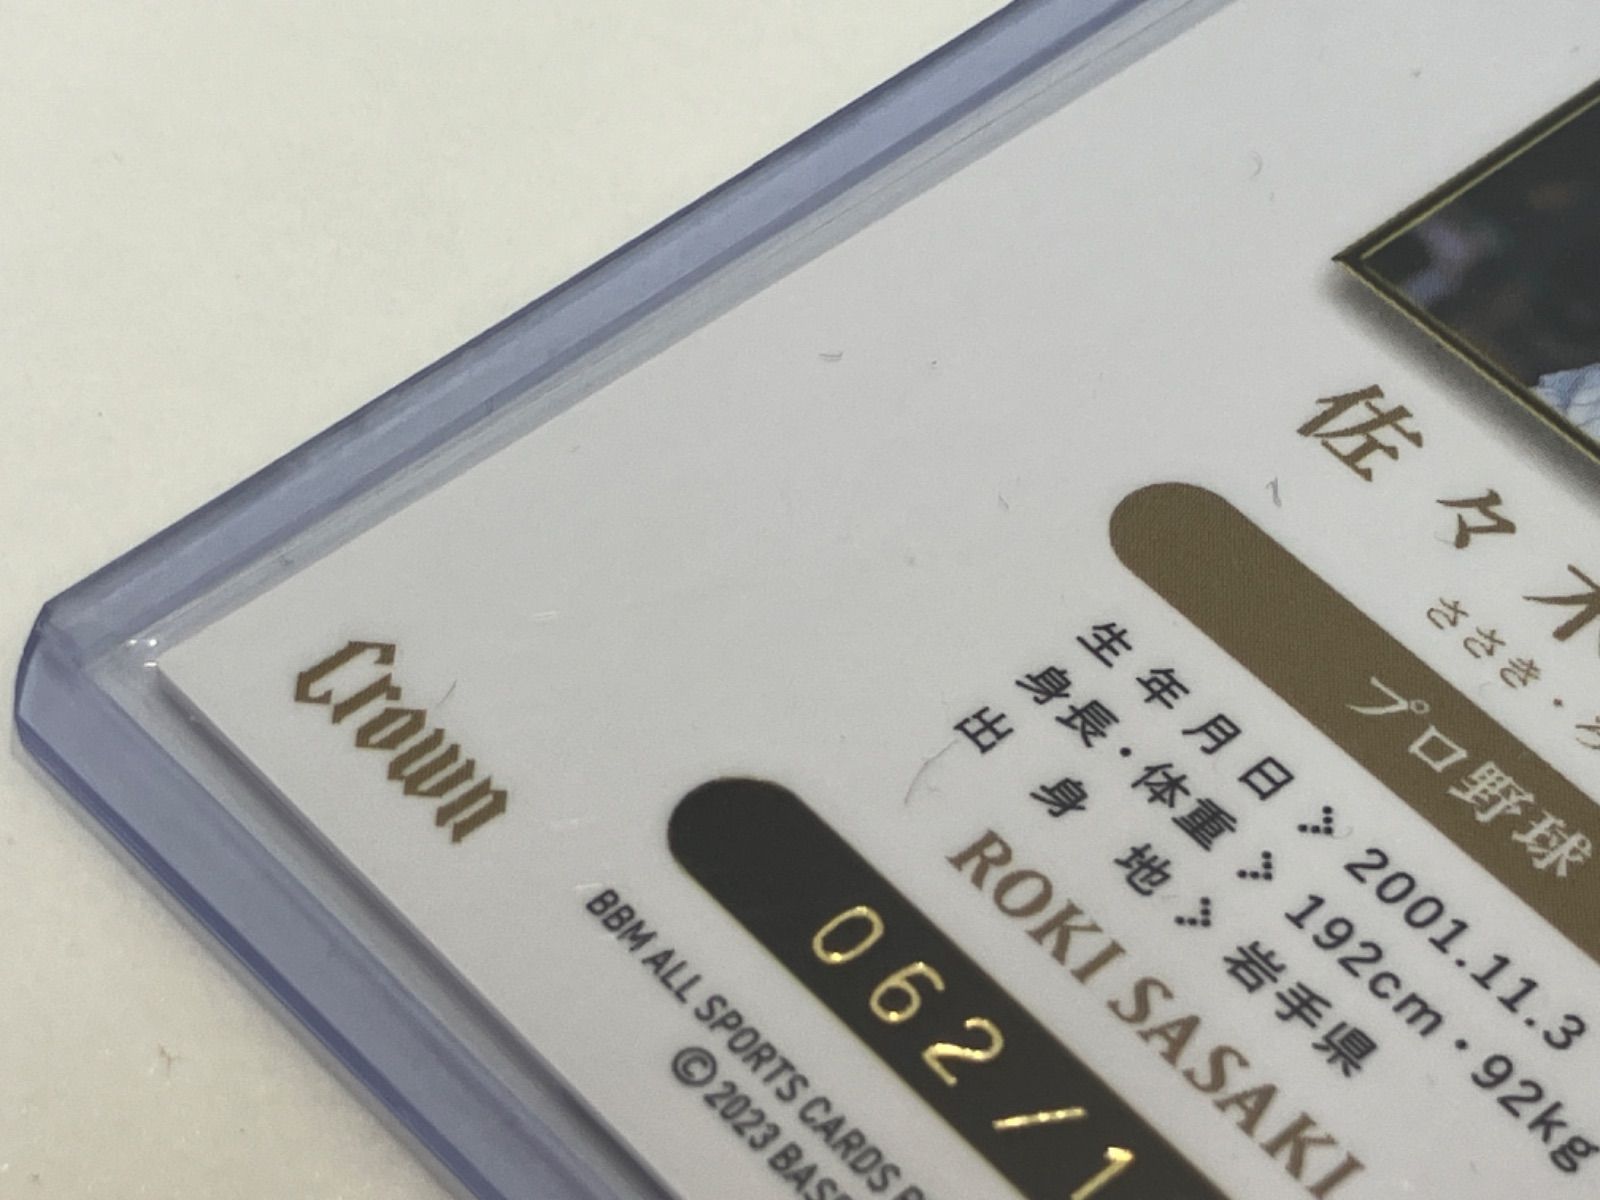 佐々木
ささき・
プロ野球
生年月日 2001.11.3
身長・体重 192cm・92kg
出身地 岩手県
ROKI SASAKI
062/1
Crown
BBM ALL SPORTS CARDS
©2023 BASE